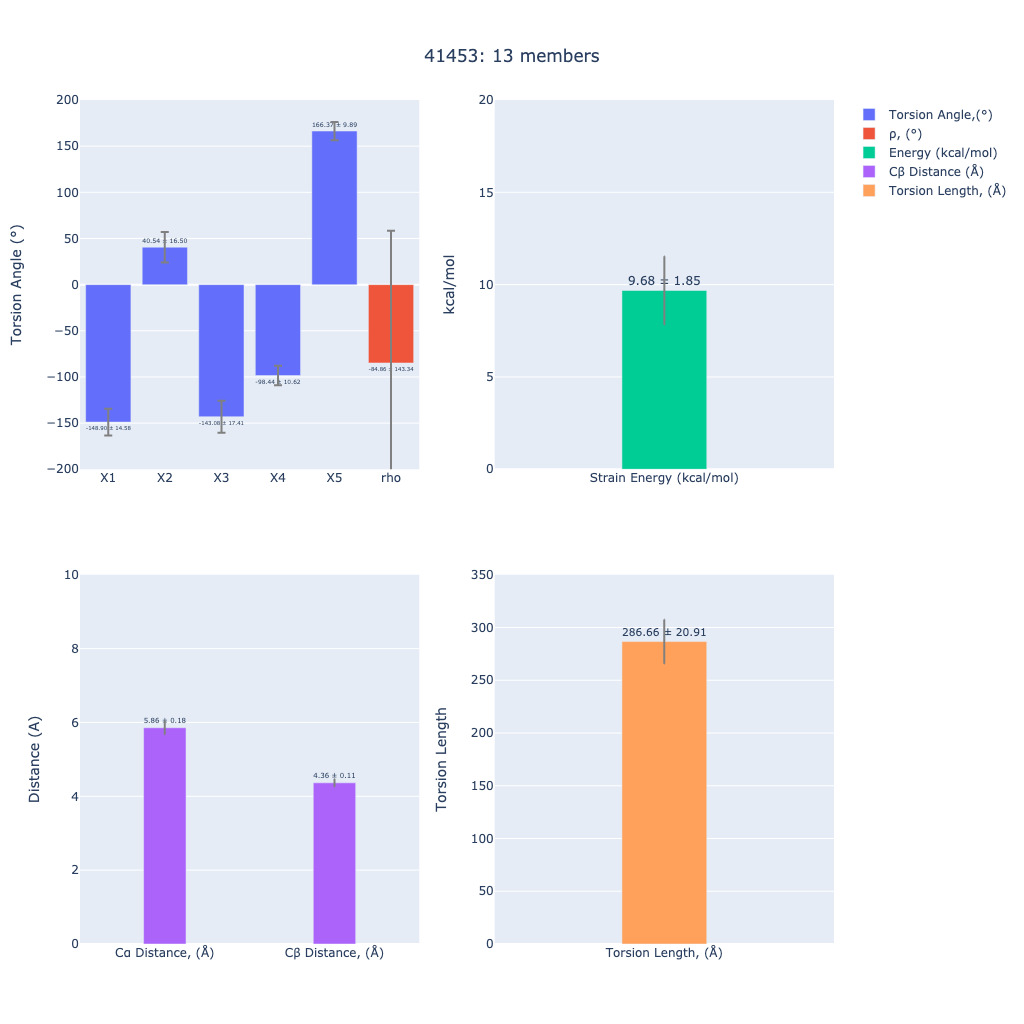 41453: 13 members
Torsion Angle (°)
200
150
100
50
0
−50
−100
−150
−200
-148.90 ± 14.58
40.54 ± 16.50
-143.08 ± 17.41
-98.44 ± 10.62
166.37 ± 9.89
-84.86 ± 143.34
X1 X2 X3 X4 X5 rho
kcal/mol
20
15
10
5
0
9.68 ± 1.85
Strain Energy (kcal/mol)
Torsion Angle,(°)
ρ, (°)
Energy (kcal/mol)
Cβ Distance (Å)
Torsion Length, (Å)
Distance (A)
10
8
6
4
2
0
5.86 ± 0.18
4.36 ± 0.11
Cα Distance, (Å) Cβ Distance, (Å)
Torsion Length
350
300
250
200
150
100
50
0
286.66 ± 20.91
Torsion Length, (Å)